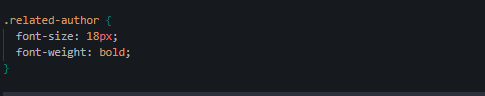 .related-author {
  font-size: 18px;
  font-weight: bold;
}